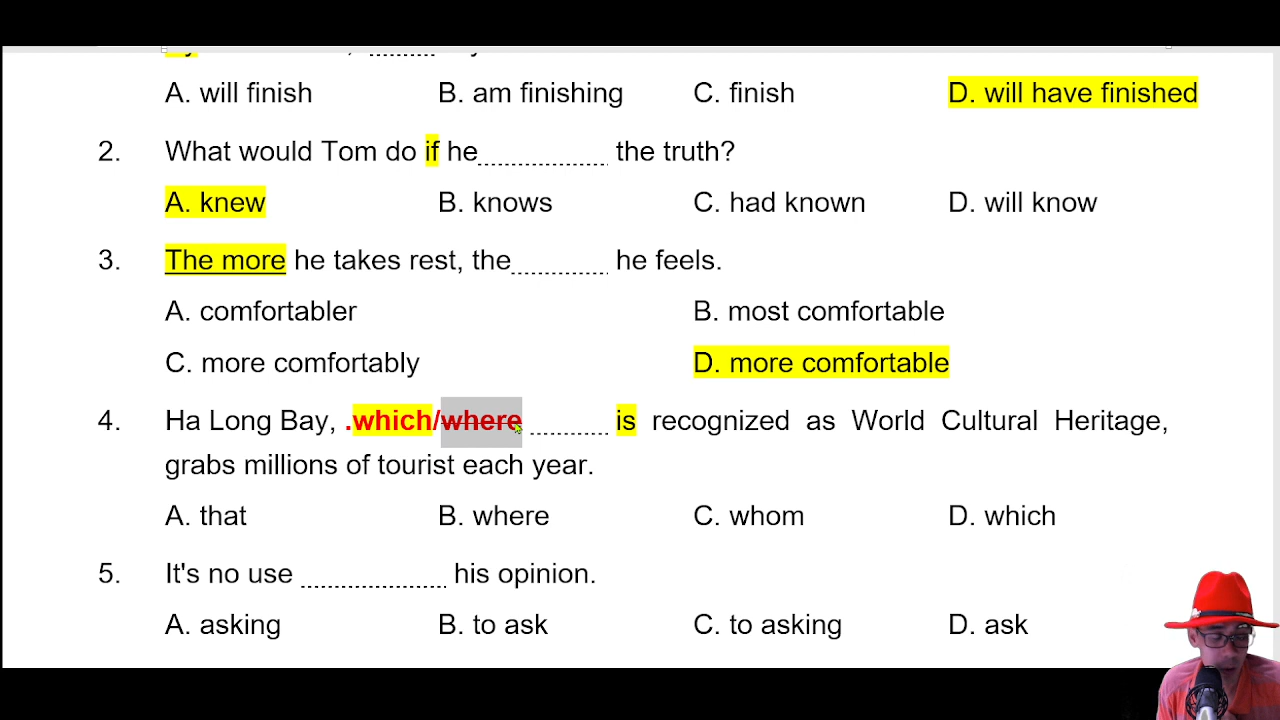 A. will finish B. am finishing C. finish D. will have finished
2. What would Tom do if he............. the truth?
A. knew B. knows C. had known D. will know
3. The more he takes rest, the.......... he feels.
A. comfortabler B. most comfortable
C. more comfortably D. more comfortable
4. Ha Long Bay, .which/where ........ is recognized as World Cultural Heritage,
grabs millions of tourist each year.
A. that B. where C. whom D. which
5. It's no use ............... his opinion.
A. asking B. to ask C. to asking D. ask